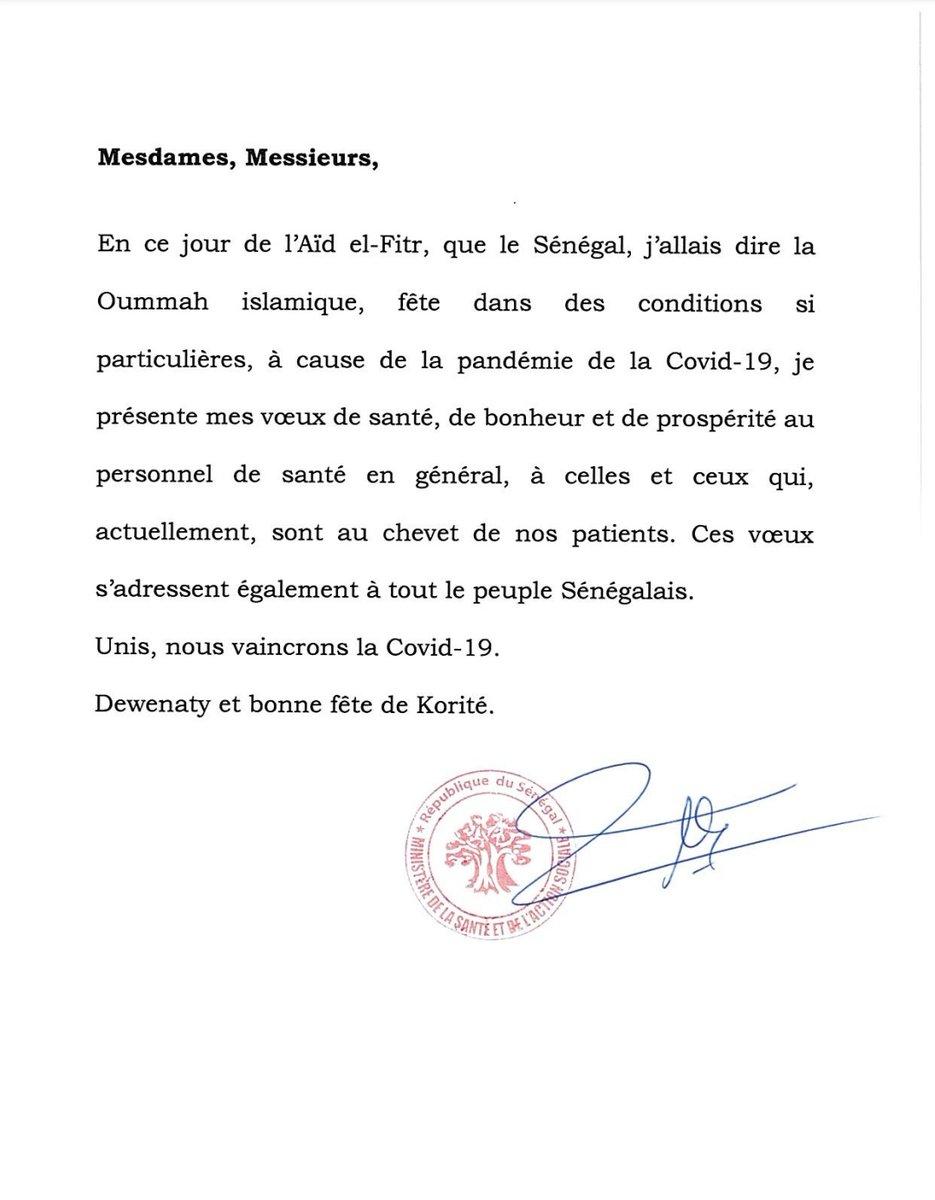 Mesdames, Messieurs,
En ce jour de l'Aïd el-Fitr, que le Sénégal, j'allais dire la
Oummah islamique, fête dans des conditions si
particulières, à cause de la pandémie de la Covid-19, je
présente mes vœux de santé, de bonheur et de prospérité au
personnel de santé en général, à celles et ceux qui,
actuellement, sont au chevet de nos patients. Ces vœux
s'adressent également à tout le peuple Sénégalais.
Unis, nous vaincrons la Covid-19.
Dewenaty et bonne fête de Korité.
République du Sénégal
MINISTÈRE DE LA SANTÉ ET DE L'ACTION SOCIALE